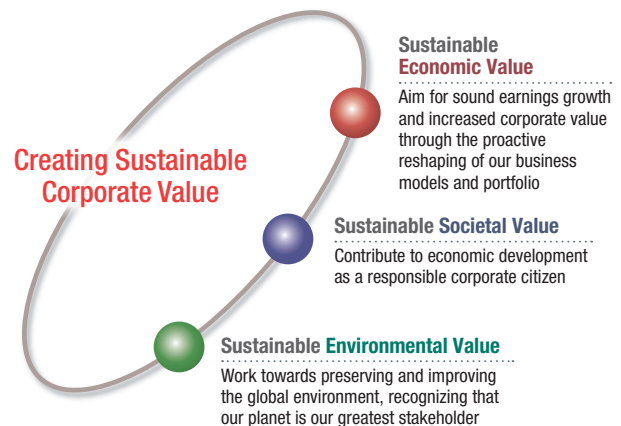 Creating Sustainable
Corporate Value
Sustainable
Economic Value
Aim for sound earnings growth
and increased corporate value
through the proactive
reshaping of our business
models and portfolio
Sustainable Societal Value
Contribute to economic development
as a responsible corporate citizen
Sustainable Environmental Value
Work towards preserving and improving
the global environment, recognizing that
our planet is our greatest stakeholder